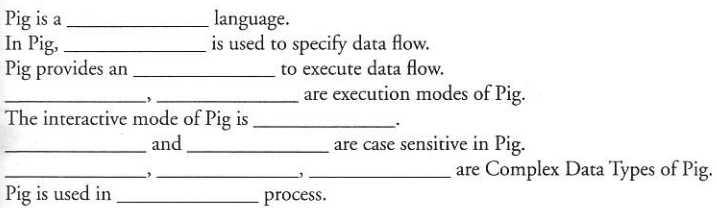 Pig is a ______________ language.
In Pig, ______________ is used to specify data flow.
Pig provides an ______________ to execute data flow.
______________, ______________ are execution modes of Pig.
The interactive mode of Pig is ______________.
______________ and ______________ are case sensitive in Pig.
______________, ______________, ______________ are Complex Data Types of Pig.
Pig is used in ______________ process.